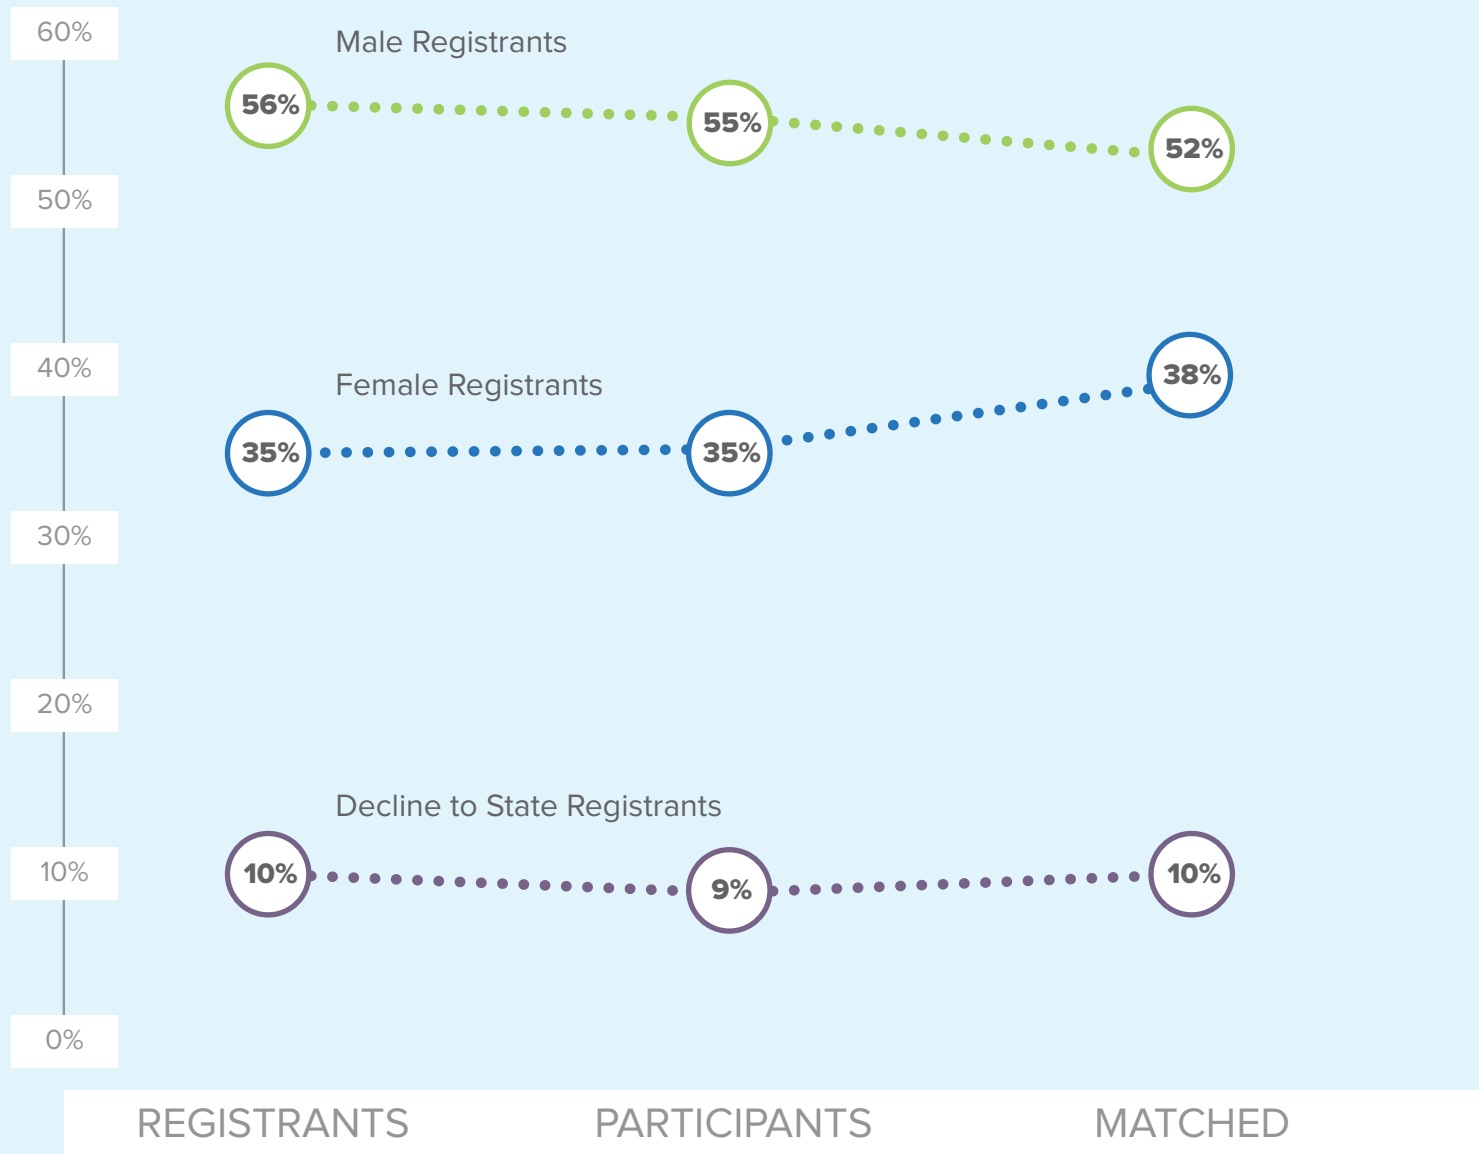 60%
Male Registrants
56%
55%
52%
50%
40%
Female Registrants
38%
35%
35%
30%
20%
Decline to State Registrants
10%
10%
9%
10%
0%
REGISTRANTS
PARTICIPANTS
MATCHED